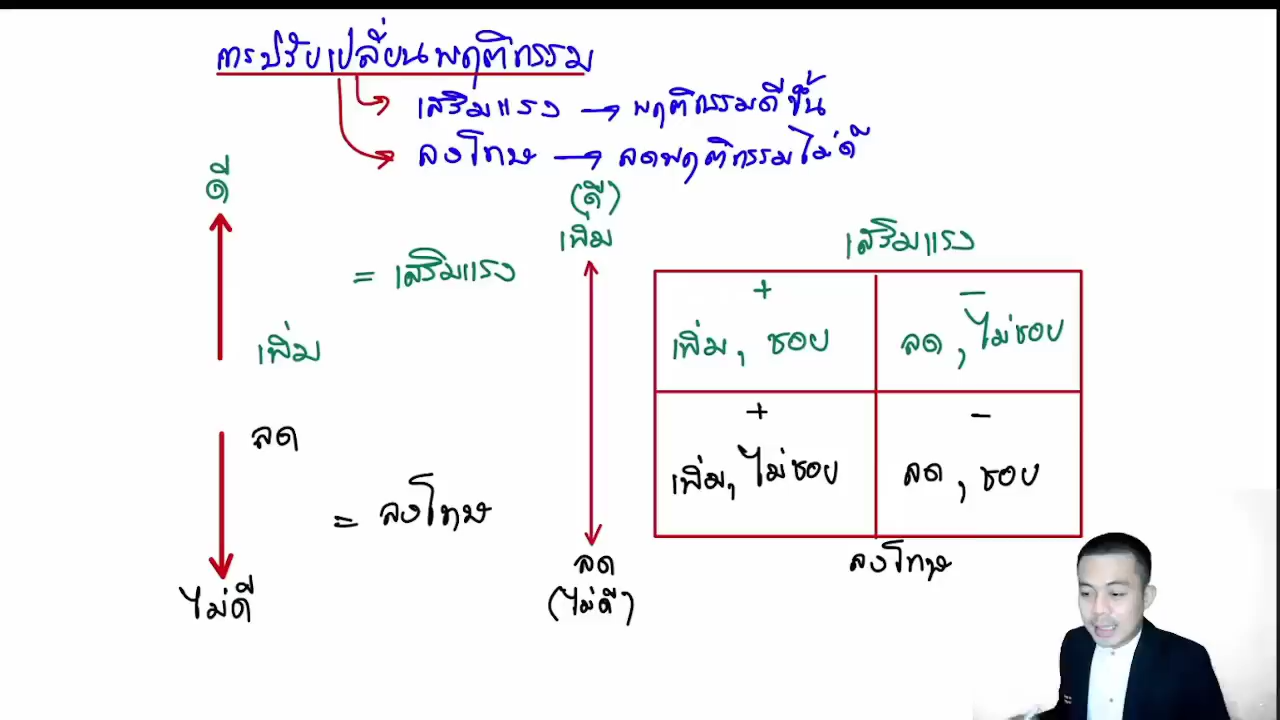 การปรับเปลี่ยนพฤติกรรม
เสริมแรง → พฤติกรรมดีขึ้น
ลงโทษ → ลดพฤติกรรมไม่ดี
ดี
= เสริมแรง
เพิ่ม
ลด
= ลงโทษ
ไม่ดี
(ดี)
เพิ่ม
ลด
(ไม่ดี)
เสริมแรง
+ −
เพิ่ม, ชอบ ลด, ไม่ชอบ
+ −
เพิ่ม, ไม่ชอบ ลด, ชอบ
ลงโทษ